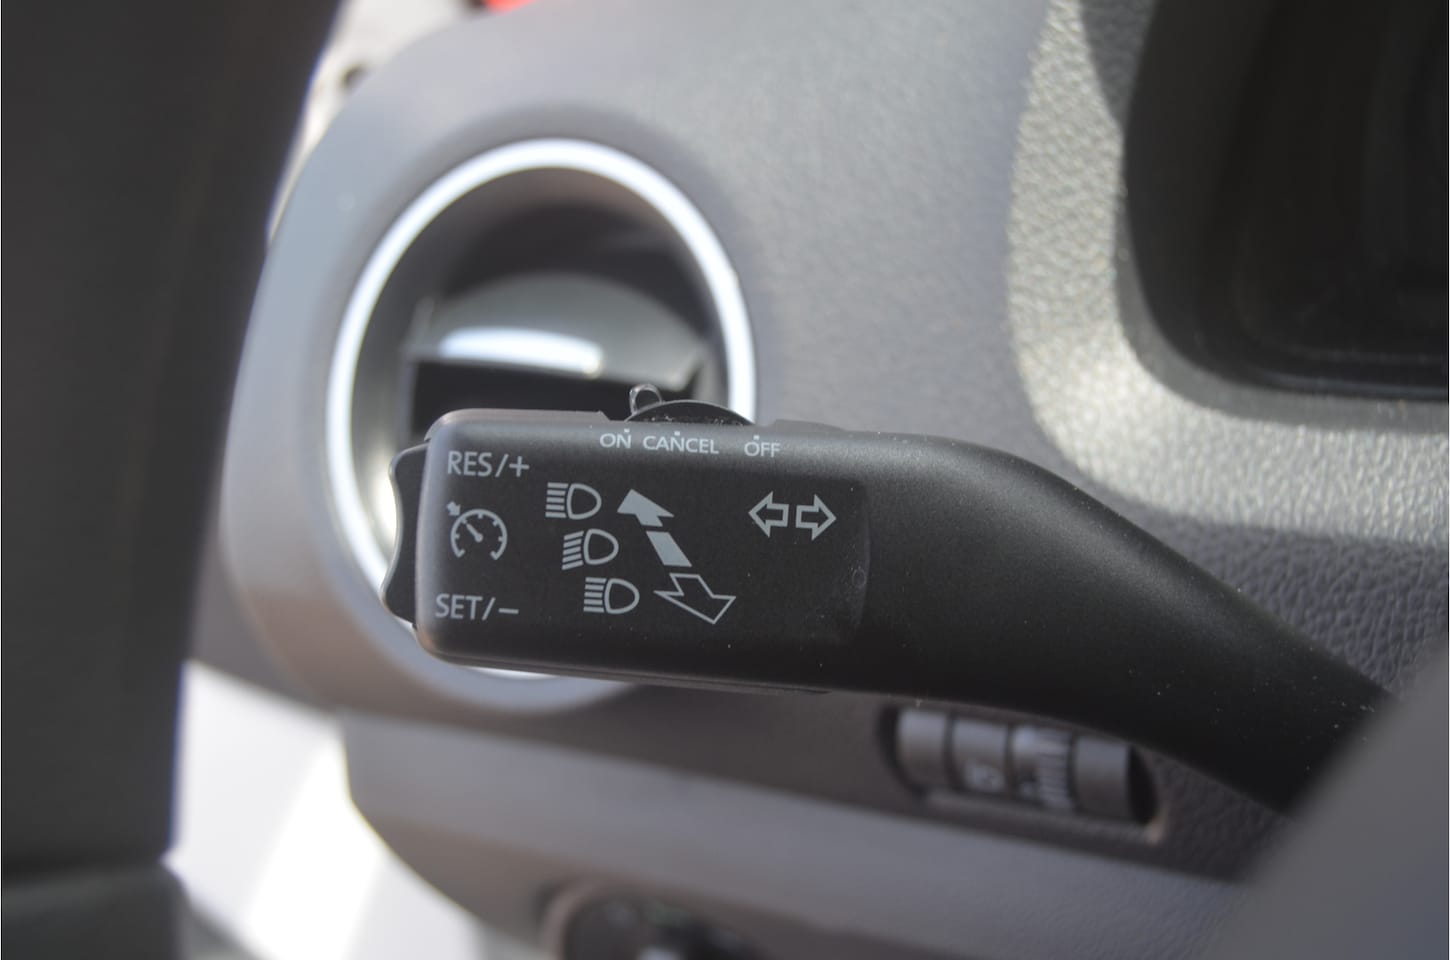 ON CANCEL OFF
RES/+
SET/−